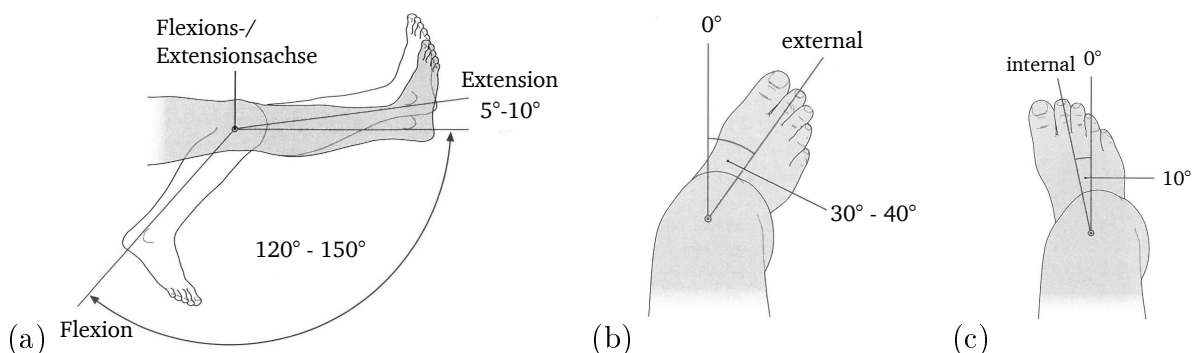 Flexions-/
Extensionsachse
Extension
5°-10°
120° - 150°
Flexion
(a)
0°
external
30° - 40°
(b)
internal 0°
10°
(c)